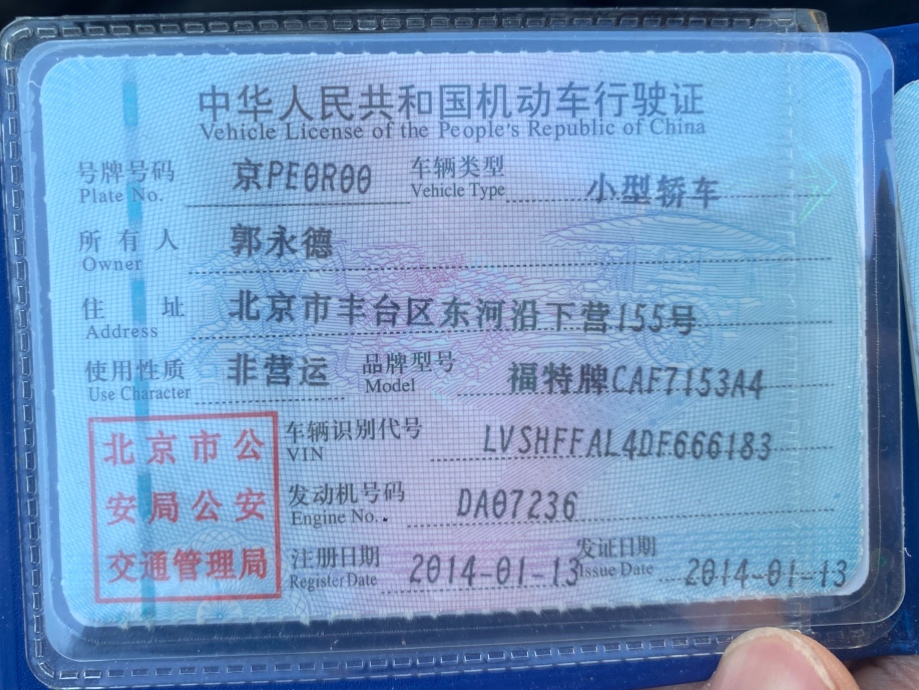 中华人民共和国机动车行驶证
Vehicle License of the People's Republic of China
号牌号码 京PE0R00 车辆类型 小型轿车
Plate No. Vehicle Type
所有人 郭永德
Owner
住址 北京市丰台区东河沿下营155号
Address
使用性质 非营运 品牌型号 福特牌CAF7153A4
Use Character Model
北京市公
安局公安
交通管理局
车辆识别代号 LVSHFFAL4DF666183
VIN
发动机号码 DA07236
Engine No.
注册日期 2014-01-13 发证日期 2014-01-13
Register Date Issue Date